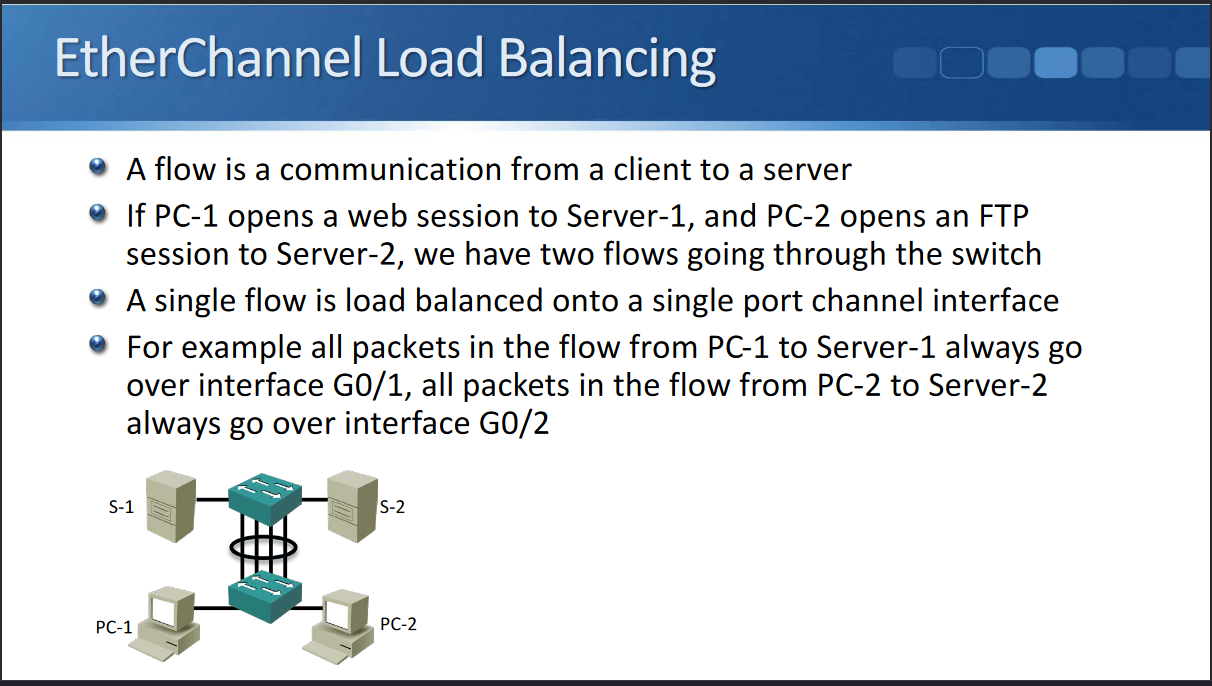 EtherChannel Load Balancing
A flow is a communication from a client to a server
If PC-1 opens a web session to Server-1, and PC-2 opens an FTP
session to Server-2, we have two flows going through the switch
A single flow is load balanced onto a single port channel interface
For example all packets in the flow from PC-1 to Server-1 always go
over interface G0/1, all packets in the flow from PC-2 to Server-2
always go over interface G0/2
S-1
S-2
PC-1
PC-2